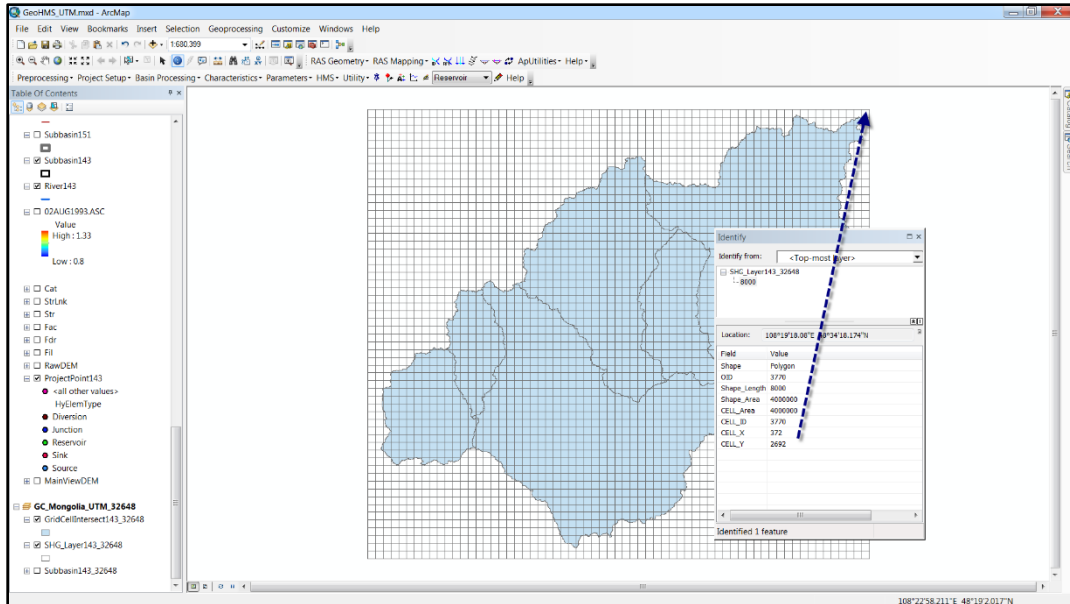 GeoHMS_UTM.mxd - ArcMap
File Edit View Bookmarks Insert Selection Geoprocessing Customize Windows Help
1:680.399
RAS Geometry RAS Mapping ApUtilities Help
Preprocessing Project Setup Basin Processing Characteristics Parameters HMS Utility Reservoir Help
Table Of Contents
Subbasin151
Subbasin143
River143
02AUG1993.ASC
Value
High : 1.33
Low : 0.8
Cat
StrLnk
Str
Fac
Fdr
Fil
RawDEM
ProjectPoint143
<all other values>
HyElemType
Diversion
Junction
Reservoir
Sink
Source
MainViewDEM
GC_Mongolia_UTM_32648
GridCellIntersect143_32648
SHG_Layer143_32648
Subbasin143_32648
Identify
Identify from: <Top-most layer>
SHG_Layer143_32648
8000
Location: 108°19'18.08"E 48°34'18.174"N
Field Value
Shape Polygon
OID 3770
Shape_Length 8000
Shape_Area 4000000
CELL_Area 4000000
CELL_ID 3770
CELL_X 372
CELL_Y 2692
Identified 1 feature
108°22'58.211"E 48°19'2.017"N